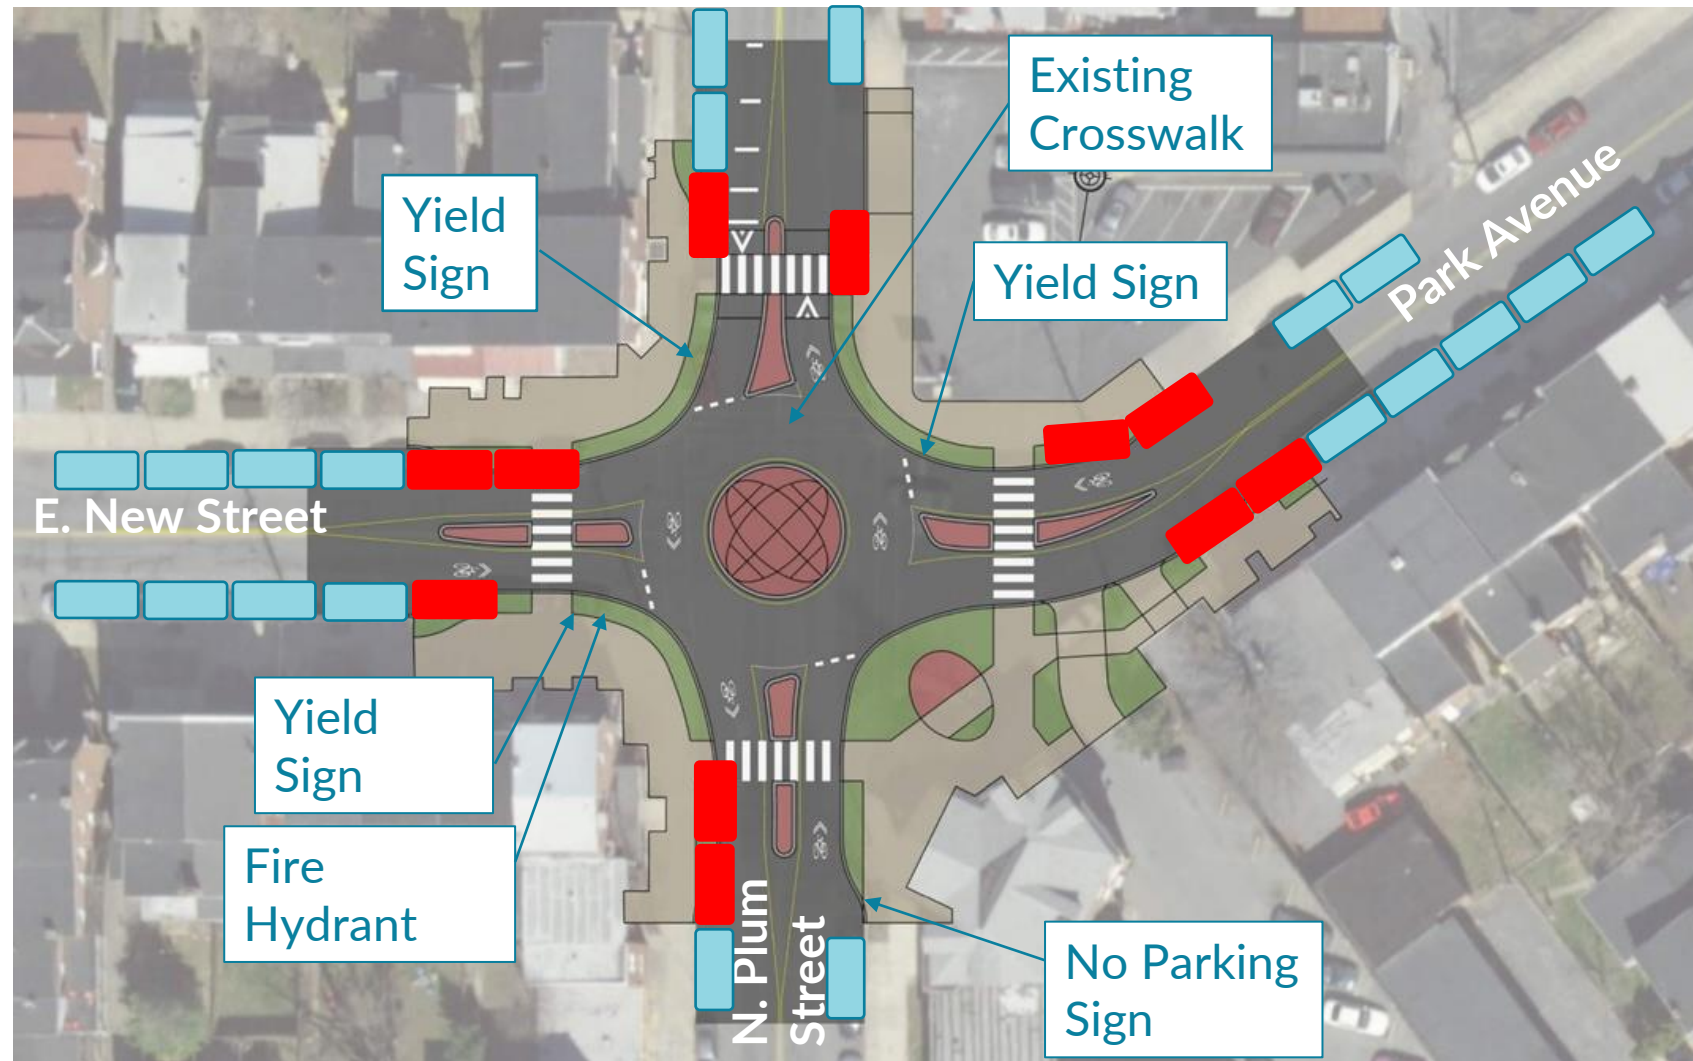 Existing
Crosswalk
Yield
Sign
Yield Sign
Park Avenue
E. New Street
Yield
Sign
Fire
Hydrant
N. Plum
Street
No Parking
Sign